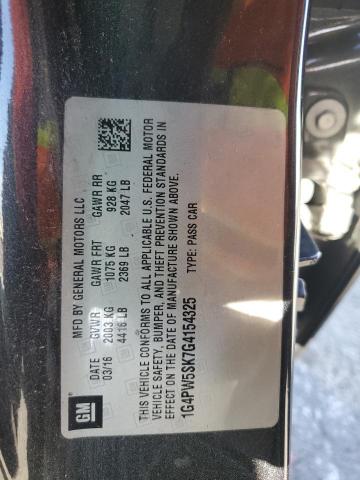 GM
MFD BY GENERAL MOTORS LLC
DATE GVWR GAWR FRT GAWR RR
03/16 2003 KG 1075 KG 928 KG
4416 LB 2369 LB 2047 LB
THIS VEHICLE CONFORMS TO ALL APPLICABLE U.S. FEDERAL MOTOR
VEHICLE SAFETY, BUMPER, AND THEFT PREVENTION STANDARDS IN
EFFECT ON THE DATE OF MANUFACTURE SHOWN ABOVE.
1G4PW5SK7G4154325 TYPE: PASS CAR